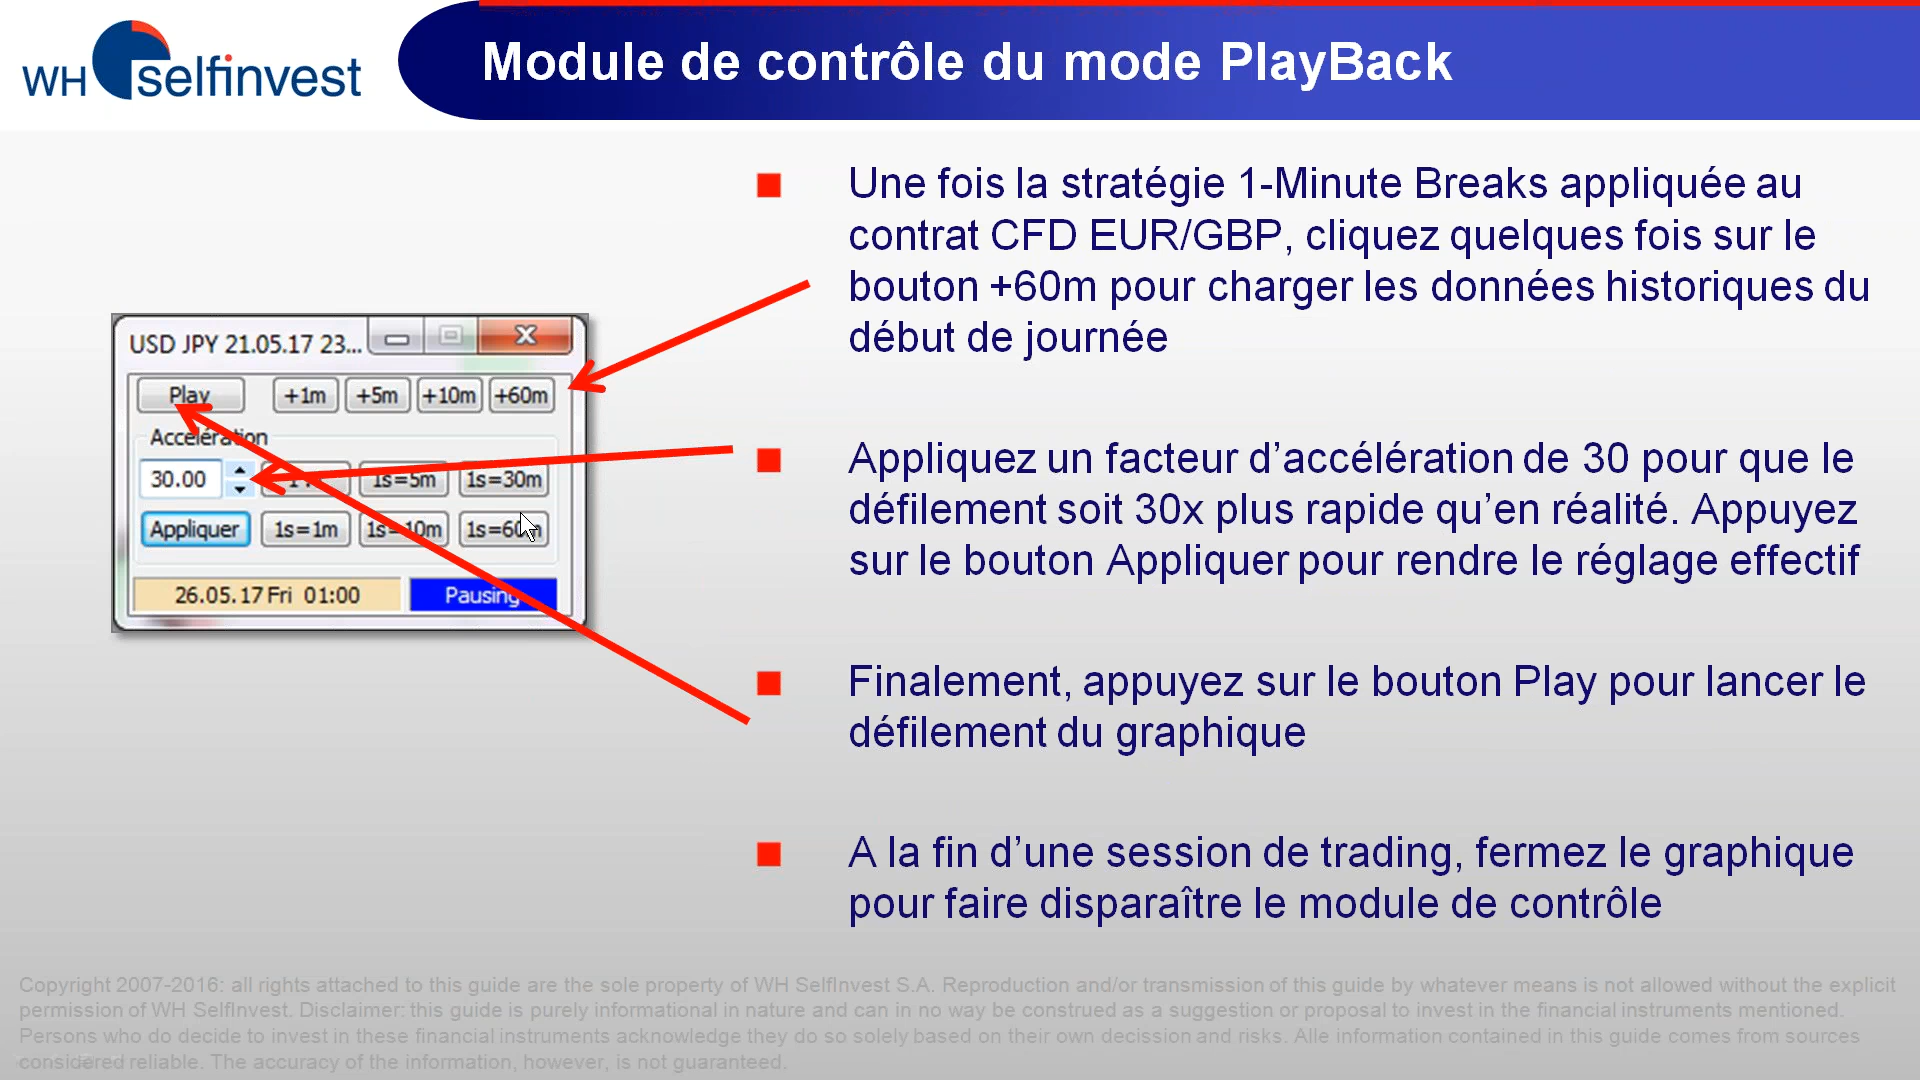 WH selfinvest
Module de contrôle du mode PlayBack
Une fois la stratégie 1-Minute Breaks appliquée au
contrat CFD EUR/GBP, cliquez quelques fois sur le
bouton +60m pour charger les données historiques du
début de journée
USD JPY 21.05.17 23...
Play +1m +5m +10m +60m
Accélération
30.00 1s=5m 1s=30m
Appliquer 1s=1m 1s=10m 1s=60m
26.05.17 Fri 01:00 Pausing
Appliquez un facteur d’accélération de 30 pour que le
défilement soit 30x plus rapide qu’en réalité. Appuyez
sur le bouton Appliquer pour rendre le réglage effectif
Finalement, appuyez sur le bouton Play pour lancer le
défilement du graphique
A la fin d’une session de trading, fermez le graphique
pour faire disparaître le module de contrôle
Copyright 2007-2016: all rights attached to this guide are the sole property of WH SelfInvest S.A. Reproduction and/or transmission of this guide by whatever means is not allowed without the explicit
permission of WH SelfInvest. Disclaimer: this guide is purely informational in nature and can in no way be construed as a suggestion or proposal to invest in the financial instruments mentioned.
Persons who do decide to invest in these financial instruments acknowledge they do so solely based on their own decission and risks. Alle information contained in this guide comes from sources
considered reliable. The accuracy of the information, however, is not guaranteed.